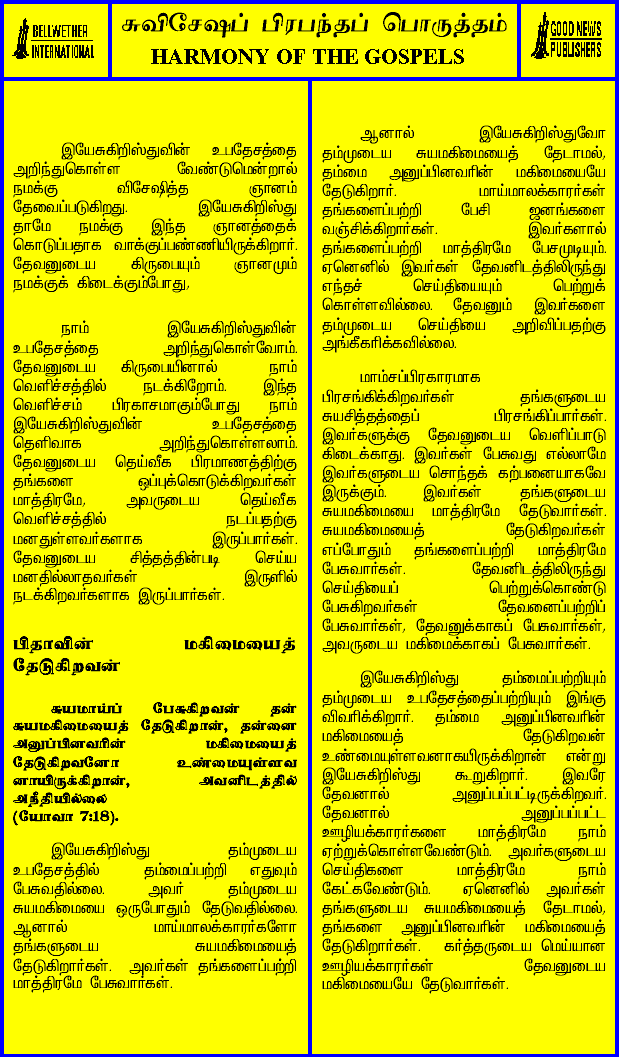 BELLWETHER
INTERNATIONAL
சுவிசேஷப் பிரபந்தப் பொருத்தம்
HARMONY OF THE GOSPELS
GOOD NEWS
PUBLISHERS
இயேசுகிறிஸ்துவின் உபதேசத்தை
அறிந்துகொள்ள வேண்டுமென்றால்
நமக்கு விசேஷித்த ஞானம்
தேவைப்படுகிறது. இயேசுகிறிஸ்து
தாமே நமக்கு இந்த ஞானத்தைக்
கொடுப்பதாக வாக்குப்பண்ணியிருக்கிறார்.
தேவனுடைய கிருபையும் ஞானமும்
நமக்குக் கிடைக்கும்போது,
நாம் இயேசுகிறிஸ்துவின்
உபதேசத்தை அறிந்துகொள்வோம்.
தேவனுடைய கிருபையினால் நாம்
வெளிச்சத்தில் நடக்கிறோம். இந்த
வெளிச்சம் பிரகாசமாகும்போது நாம்
இயேசுகிறிஸ்துவின் உபதேசத்தை
தெளிவாக அறிந்துகொள்ளலாம்.
தேவனுடைய தெய்வீக பிரமாணத்திற்கு
தங்களை ஒப்புக்கொடுக்கிறவர்கள்
மாத்திரமே, அவருடைய தெய்வீக
வெளிச்சத்தில் நடப்பதற்கு
மனதுள்ளவர்களாக இருப்பார்கள்.
தேவனுடைய சித்தத்தின்படி செய்ய
மனதில்லாதவர்கள் இருளில்
நடக்கிறவர்களாக இருப்பார்கள்.
பிதாவின் மகிமையைத்
தேடுகிறவன்
சுயமாய்ப் பேசுகிறவன் தன்
சுயமகிமையைத் தேடுகிறான், தன்னை
அனுப்பினவரின் மகிமையைத்
தேடுகிறவனோ உண்மையுள்ளவ
னாயிருக்கிறான், அவனிடத்தில்
அநீதியில்லை
(யோவா 7:18).
இயேசுகிறிஸ்து தம்முடைய
உபதேசத்தில் தம்மைப்பற்றி எதுவும்
பேசுவதில்லை. அவர் தம்முடைய
சுயமகிமையை ஒருபோதும் தேடுவதில்லை.
ஆனால் மாய்மாலக்காரர்களோ
தங்களுடைய சுயமகிமையைத்
தேடுகிறார்கள். அவர்கள் தங்களைப்பற்றி
மாத்திரமே பேசுவார்கள்.
ஆனால் இயேசுகிறிஸ்துவோ
தம்முடைய சுயமகிமையைத் தேடாமல்,
தம்மை அனுப்பினவரின் மகிமையையே
தேடுகிறார். மாய்மாலக்காரர்கள்
தங்களைப்பற்றி பேசி ஜனங்களை
வஞ்சிக்கிறார்கள். இவர்களால்
தங்களைப்பற்றி மாத்திரமே பேசமுடியும்.
ஏனெனில் இவர்கள் தேவனிடத்திலிருந்து
எந்தச் செய்தியையும் பெற்றுக்
கொள்ளவில்லை. தேவனும் இவர்களை
தம்முடைய செய்தியை அறிவிப்பதற்கு
அங்கீகரிக்கவில்லை.
மாம்சப்பிரகாரமாக
பிரசங்கிக்கிறவர்கள் தங்களுடைய
சுயசித்தத்தைப் பிரசங்கிப்பார்கள்.
இவர்களுக்கு தேவனுடைய வெளிப்பாடு
கிடைக்காது. இவர்கள் பேசுவது எல்லாமே
இவர்களுடைய சொந்தக் கற்பனையாகவே
இருக்கும். இவர்கள் தங்களுடைய
சுயமகிமையை மாத்திரமே தேடுவார்கள்.
சுயமகிமையைத் தேடுகிறவர்கள்
எப்போதும் தங்களைப்பற்றி மாத்திரமே
பேசுவார்கள். தேவனிடத்திலிருந்து
செய்தியைப் பெற்றுக்கொண்டு
பேசுகிறவர்கள் தேவனைப்பற்றிப்
பேசுவார்கள், தேவனுக்காகப் பேசுவார்கள்,
அவருடைய மகிமைக்காகப் பேசுவார்கள்.
இயேசுகிறிஸ்து தம்மைப்பற்றியும்
தம்முடைய உபதேசத்தைப்பற்றியும் இங்கு
விவரிக்கிறார். தம்மை அனுப்பினவரின்
மகிமையைத் தேடுகிறவன்
உண்மையுள்ளவனாகயிருக்கிறான் என்று
இயேசுகிறிஸ்து கூறுகிறார். இவரே
தேவனால் அனுப்பப்பட்டிருக்கிறவர்.
தேவனால் அனுப்பப்பட்ட
ஊழியக்காரர்களை மாத்திரமே நாம்
ஏற்றுக்கொள்ளவேண்டும். அவர்களுடைய
செய்திகளை மாத்திரமே நாம்
கேட்கவேண்டும். ஏனெனில் அவர்கள்
தங்களுடைய சுயமகிமையைத் தேடாமல்,
தங்களை அனுப்பினவரின் மகிமையைத்
தேடுகிறார்கள். கர்த்தருடைய மெய்யான
ஊழியக்காரர்கள் தேவனுடைய
மகிமையையே தேடுவார்கள்.